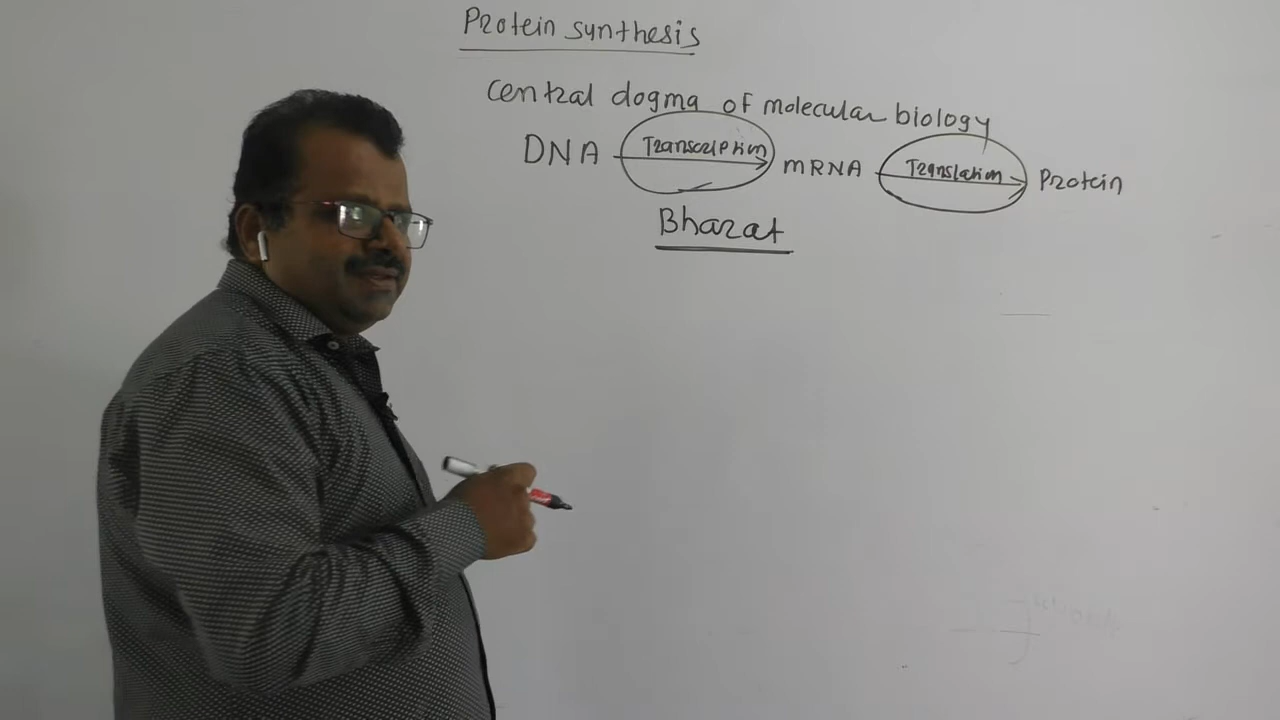 Protein synthesis
central dogma of molecular biology
DNA Transcription mRNA Translation Protein
Bharat